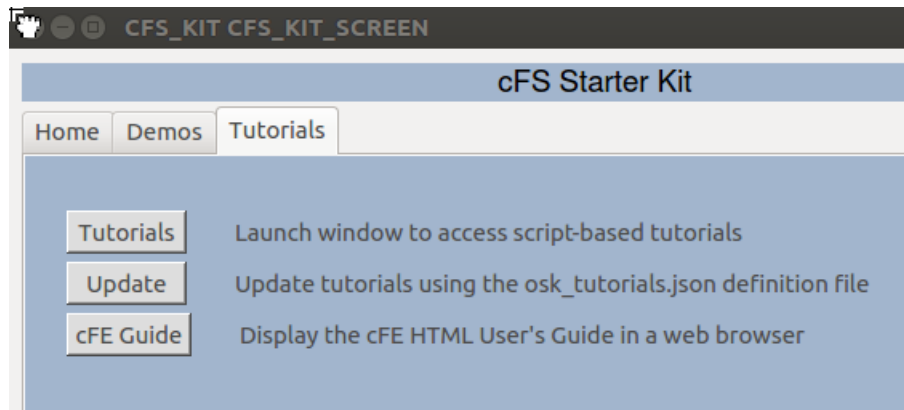 CFS_KIT CFS_KIT_SCREEN
cFS Starter Kit
Home Demos Tutorials
Tutorials Launch window to access script-based tutorials
Update Update tutorials using the osk_tutorials.json definition file
cFE Guide Display the cFE HTML User's Guide in a web browser